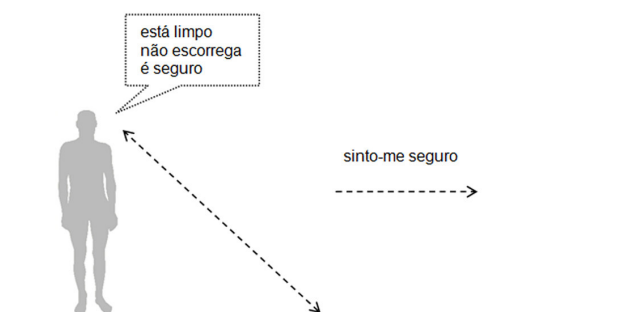 está limpo
não escorrega
é seguro
sinto-me seguro